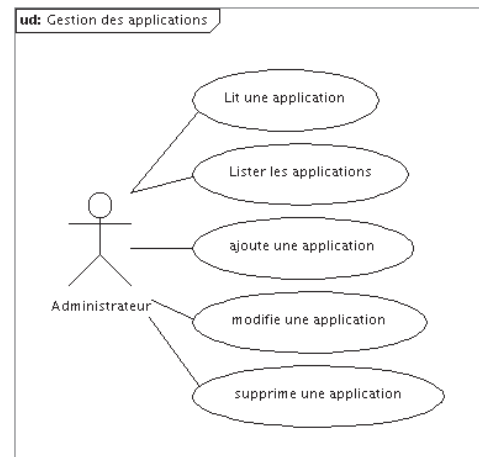 ud: Gestion des applications
Lit une application
Lister les applications
ajoute une application
Administrateur
modifie une application
supprime une application